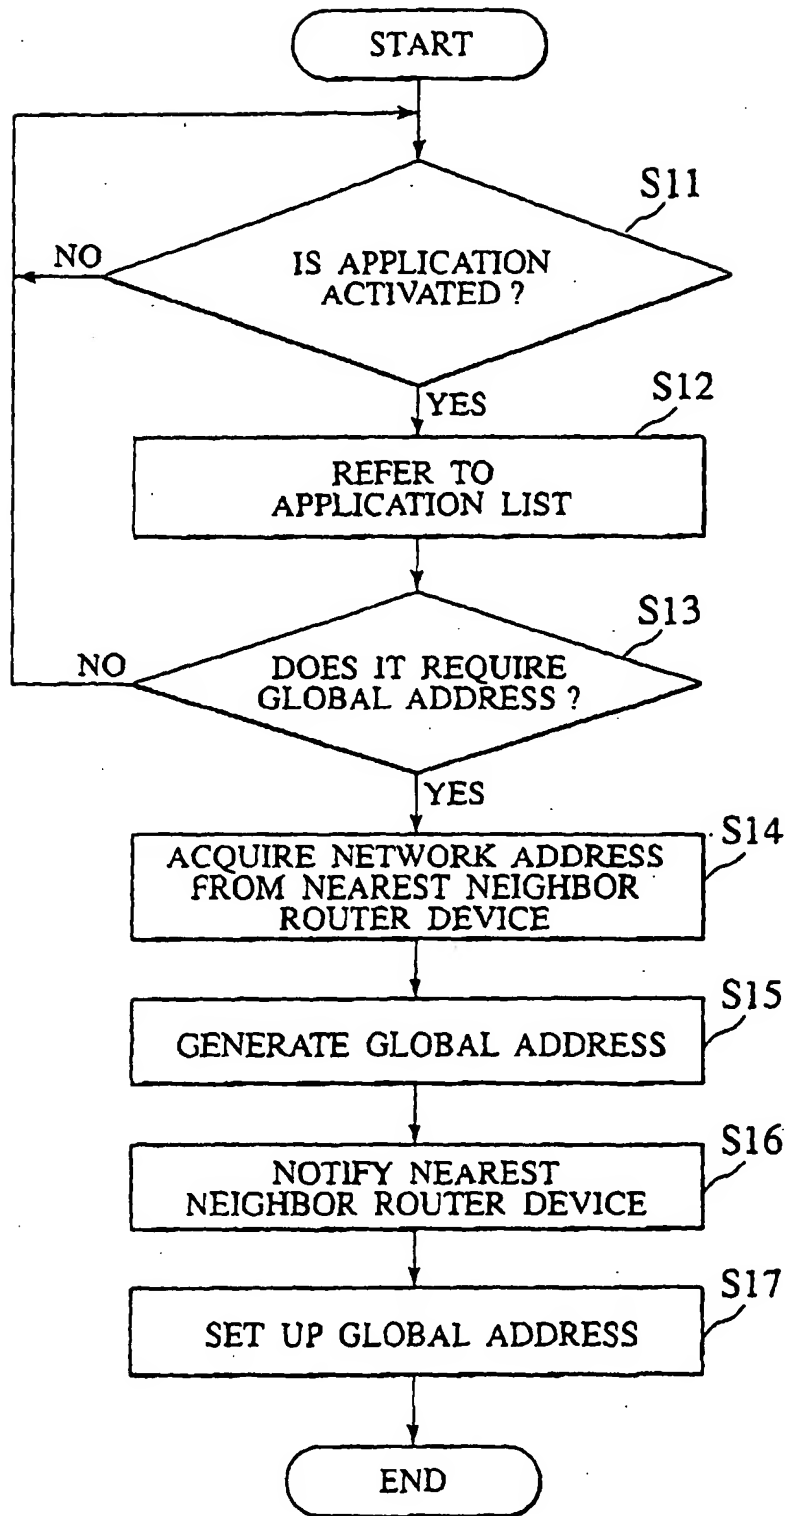 START
S11
NO
IS APPLICATION
ACTIVATED ?
YES
S12
REFER TO
APPLICATION LIST
S13
NO
DOES IT REQUIRE
GLOBAL ADDRESS ?
YES
S14
ACQUIRE NETWORK ADDRESS
FROM NEAREST NEIGHBOR
ROUTER DEVICE
S15
GENERATE GLOBAL ADDRESS
S16
NOTIFY NEAREST
NEIGHBOR ROUTER DEVICE
S17
SET UP GLOBAL ADDRESS
END